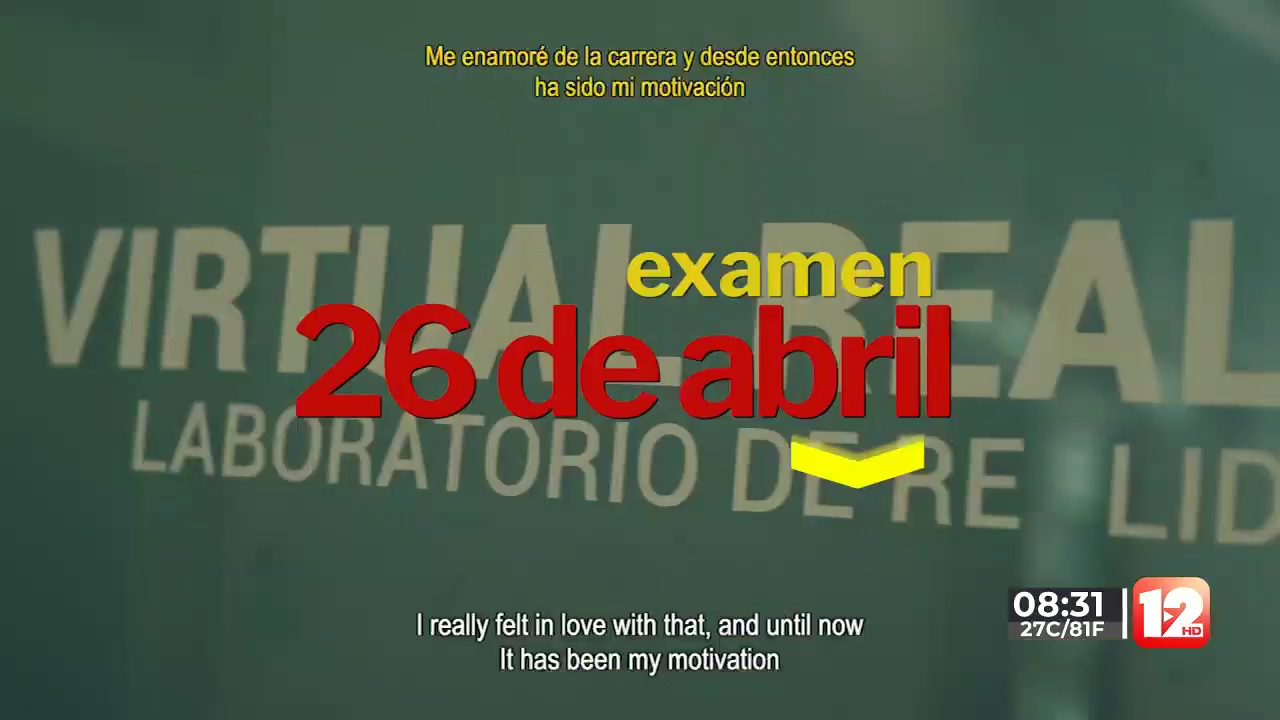 Me enamoré de la carrera y desde entonces
ha sido mi motivación
VIRTUAL REAL
examen
26 de abril
LABORATORIO DE RE LID
I really felt in love with that, and until now
It has been my motivation
08:31
27C/81F
12
HD